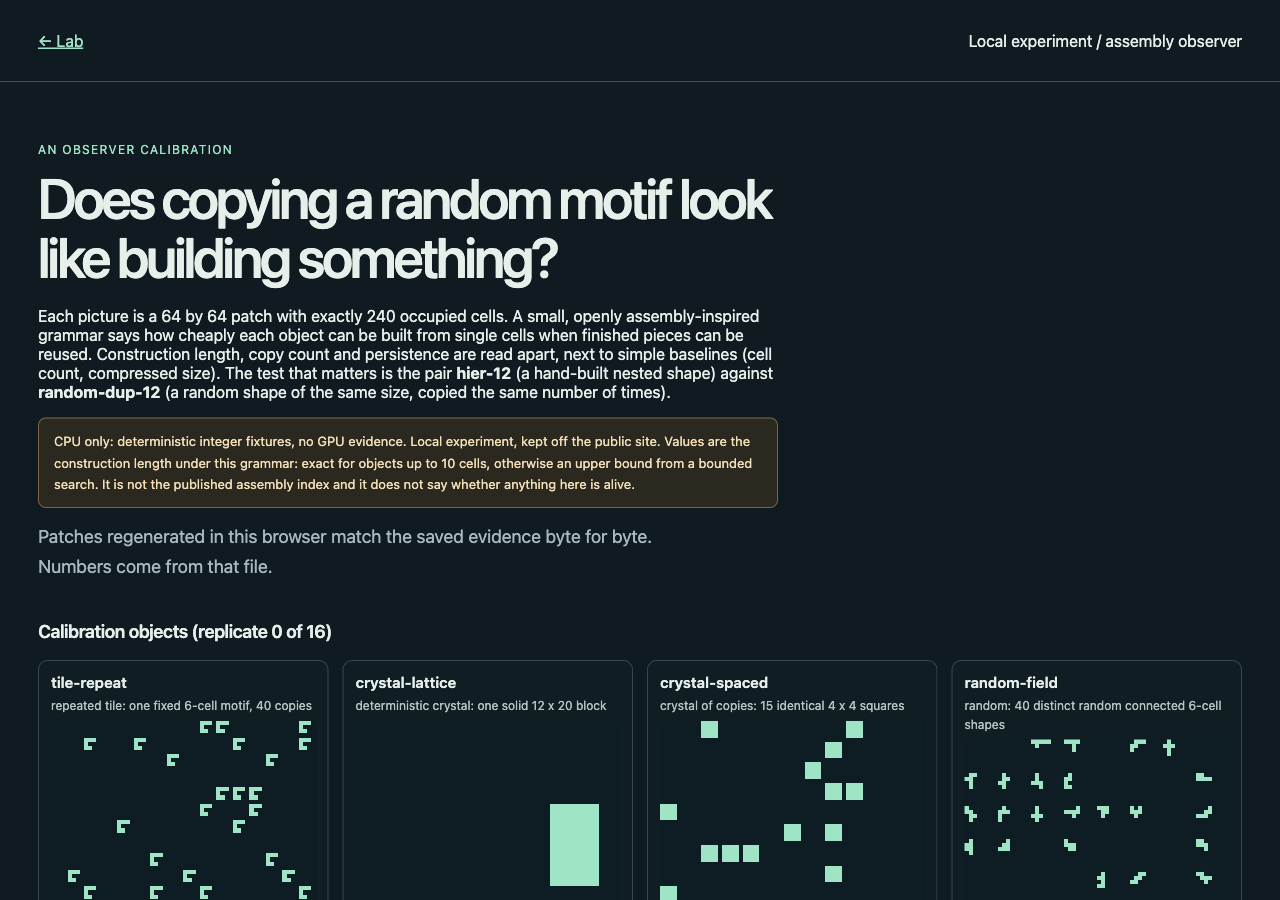 ← Lab
Local experiment / assembly observer
AN OBSERVER CALIBRATION
Does copying a random motif look
like building something?
Each picture is a 64 by 64 patch with exactly 240 occupied cells. A small, openly assembly-inspired
grammar says how cheaply each object can be built from single cells when finished pieces can be
reused. Construction length, copy count and persistence are read apart, next to simple baselines (cell
count, compressed size). The test that matters is the pair hier-12 (a hand-built nested shape) against
random-dup-12 (a random shape of the same size, copied the same number of times).
CPU only: deterministic integer fixtures, no GPU evidence. Local experiment, kept off the public site. Values are the
construction length under this grammar: exact for objects up to 10 cells, otherwise an upper bound from a bounded
search. It is not the published assembly index and it does not say whether anything here is alive.
Patches regenerated in this browser match the saved evidence byte for byte.
Numbers come from that file.
Calibration objects (replicate 0 of 16)
tile-repeat
repeated tile: one fixed 6-cell motif, 40 copies
crystal-lattice
deterministic crystal: one solid 12 x 20 block
crystal-spaced
crystal of copies: 15 identical 4 x 4 squares
random-field
random: 40 distinct random connected 6-cell
shapes